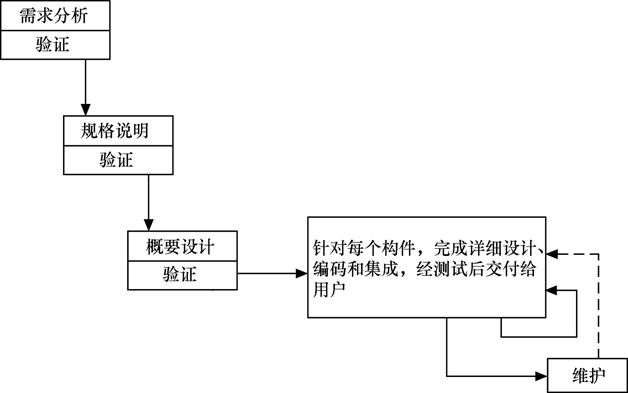 需求分析
验证
规格说明
验证
概要设计
验证
针对每个构件，完成详细设计、
编码和集成，经测试后交付给
用户
维护